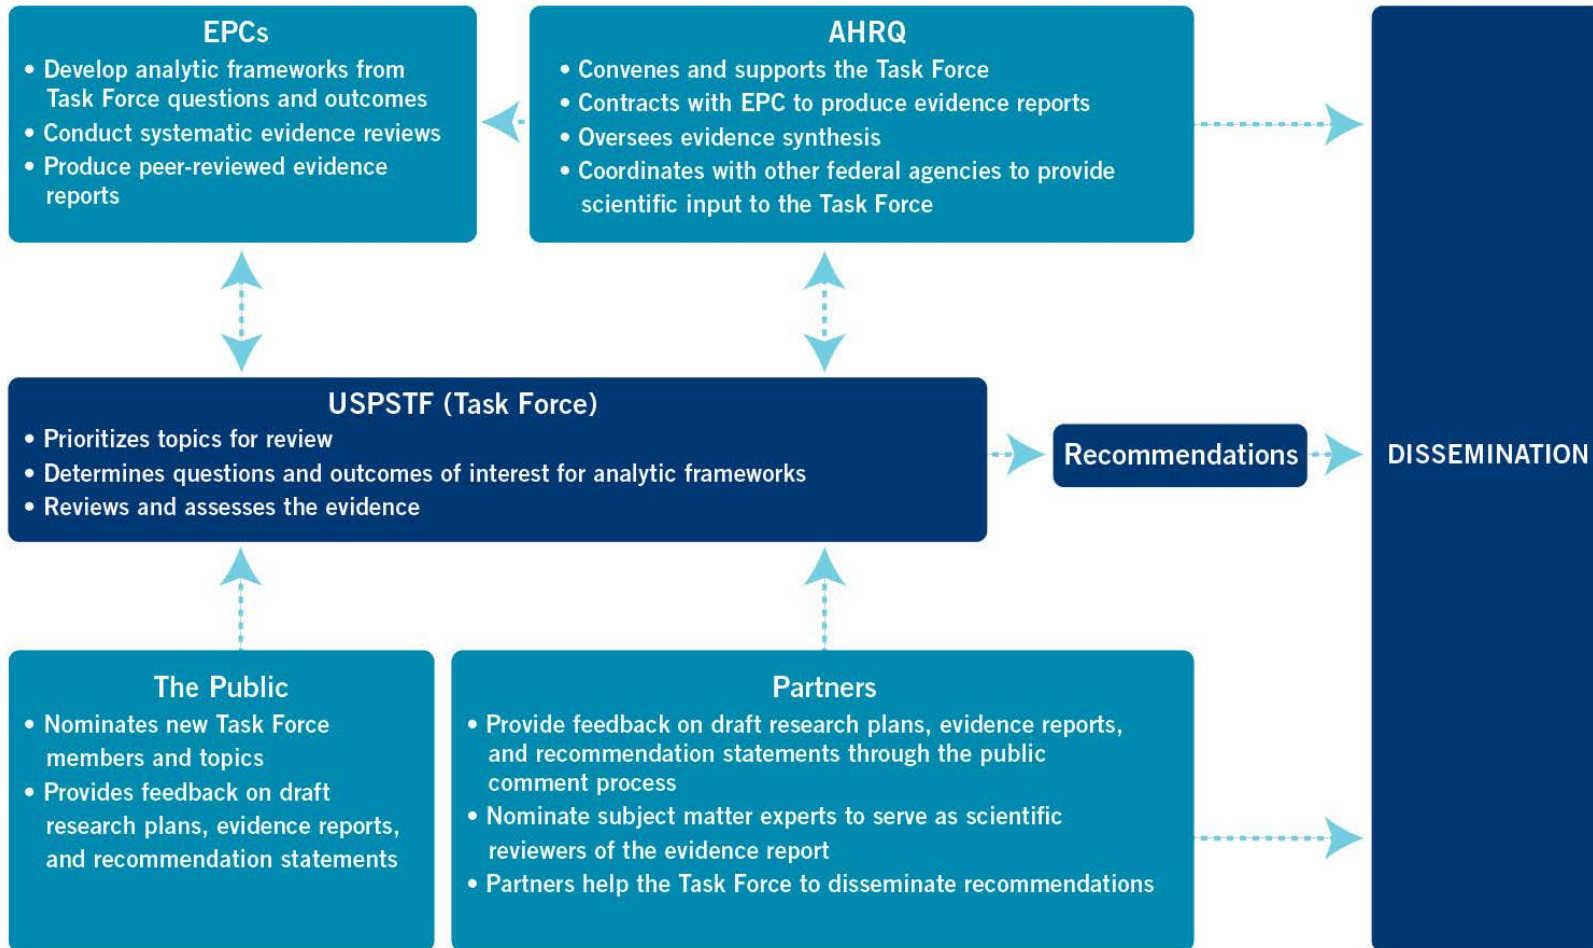 EPCs
• Develop analytic frameworks from
Task Force questions and outcomes
• Conduct systematic evidence reviews
• Produce peer-reviewed evidence
reports
AHRQ
• Convenes and supports the Task Force
• Contracts with EPC to produce evidence reports
• Oversees evidence synthesis
• Coordinates with other federal agencies to provide
scientific input to the Task Force
USPSTF (Task Force)
• Prioritizes topics for review
• Determines questions and outcomes of interest for analytic frameworks
• Reviews and assesses the evidence
Recommendations
DISSEMINATION
The Public
• Nominates new Task Force
members and topics
• Provides feedback on draft
research plans, evidence reports,
and recommendation statements
Partners
• Provide feedback on draft research plans, evidence reports,
and recommendation statements through the public
comment process
• Nominate subject matter experts to serve as scientific
reviewers of the evidence report
• Partners help the Task Force to disseminate recommendations